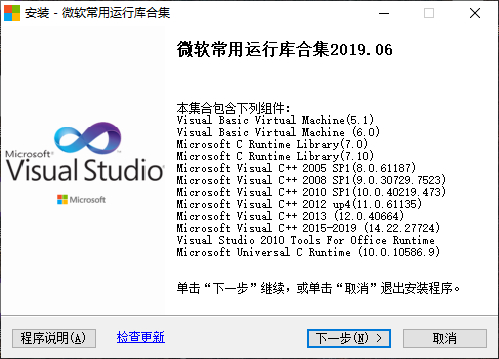 安装 - 微软常用运行库合集
微软常用运行库合集2019.06
本集合包含下列组件:
Visual Basic Virtual Machine(5.1)
Visual Basic Virtual Machine (6.0)
Microsoft C Runtime Library(7.0)
Microsoft C Runtime Library(7.10)
Microsoft Visual C++ 2005 SP1(8.0.61187)
Microsoft Visual C++ 2008 SP1(9.0.30729.7523)
Microsoft Visual C++ 2010 SP1(10.0.40219.473)
Microsoft Visual C++ 2012 up4(11.0.61135)
Microsoft Visual C++ 2013 (12.0.40664)
Microsoft Visual C++ 2015-2019 (14.22.27724)
Visual Studio 2010 Tools For Office Runtime
Microsoft Universal C Runtime (10.0.10586.9)
Microsoft®
Visual Studio
Microsoft
单击“下一步”继续，或单击“取消”退出安装程序。
程序说明(A)
检查更新
下一步(N) >
取消